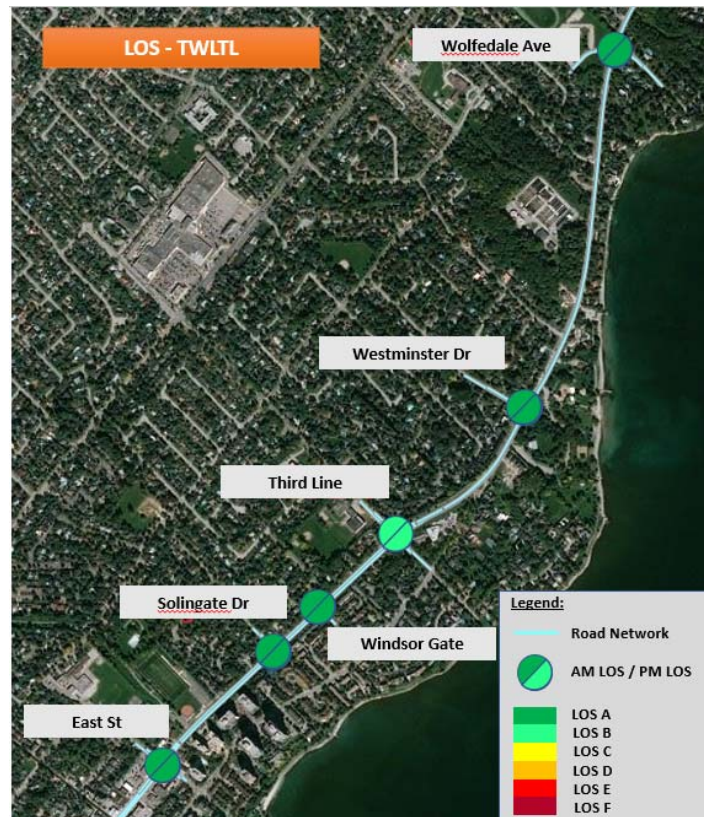 LOS - TWLTL
Wolfedale Ave
Westminster Dr
Third Line
Solingate Dr
Windsor Gate
East St
Legend:
Road Network
AM LOS / PM LOS
LOS A
LOS B
LOS C
LOS D
LOS E
LOS F